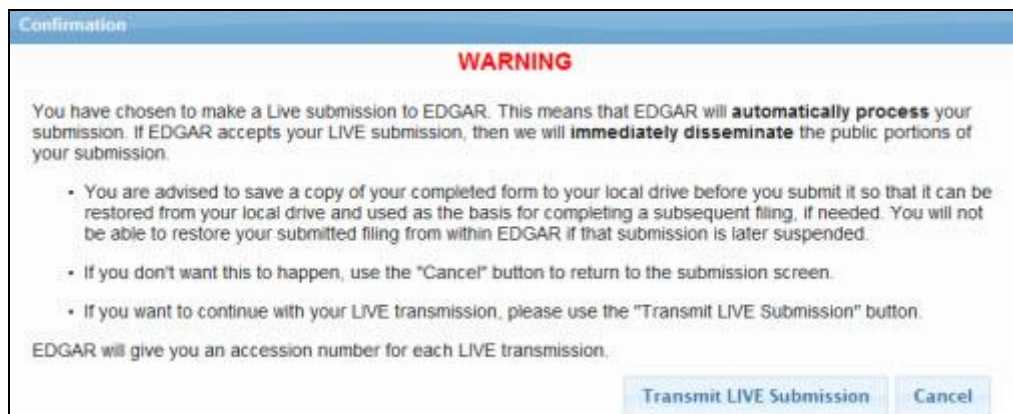 Confirmation
WARNING
You have chosen to make a Live submission to EDGAR. This means that EDGAR will automatically process your
submission. If EDGAR accepts your LIVE submission, then we will immediately disseminate the public portions of
your submission.
• You are advised to save a copy of your completed form to your local drive before you submit it so that it can be
restored from your local drive and used as the basis for completing a subsequent filing, if needed. You will not
be able to restore your submitted filing from within EDGAR if that submission is later suspended.
• If you don't want this to happen, use the "Cancel" button to return to the submission screen.
• If you want to continue with your LIVE transmission, please use the "Transmit LIVE Submission" button.
EDGAR will give you an accession number for each LIVE transmission.
Transmit LIVE Submission Cancel